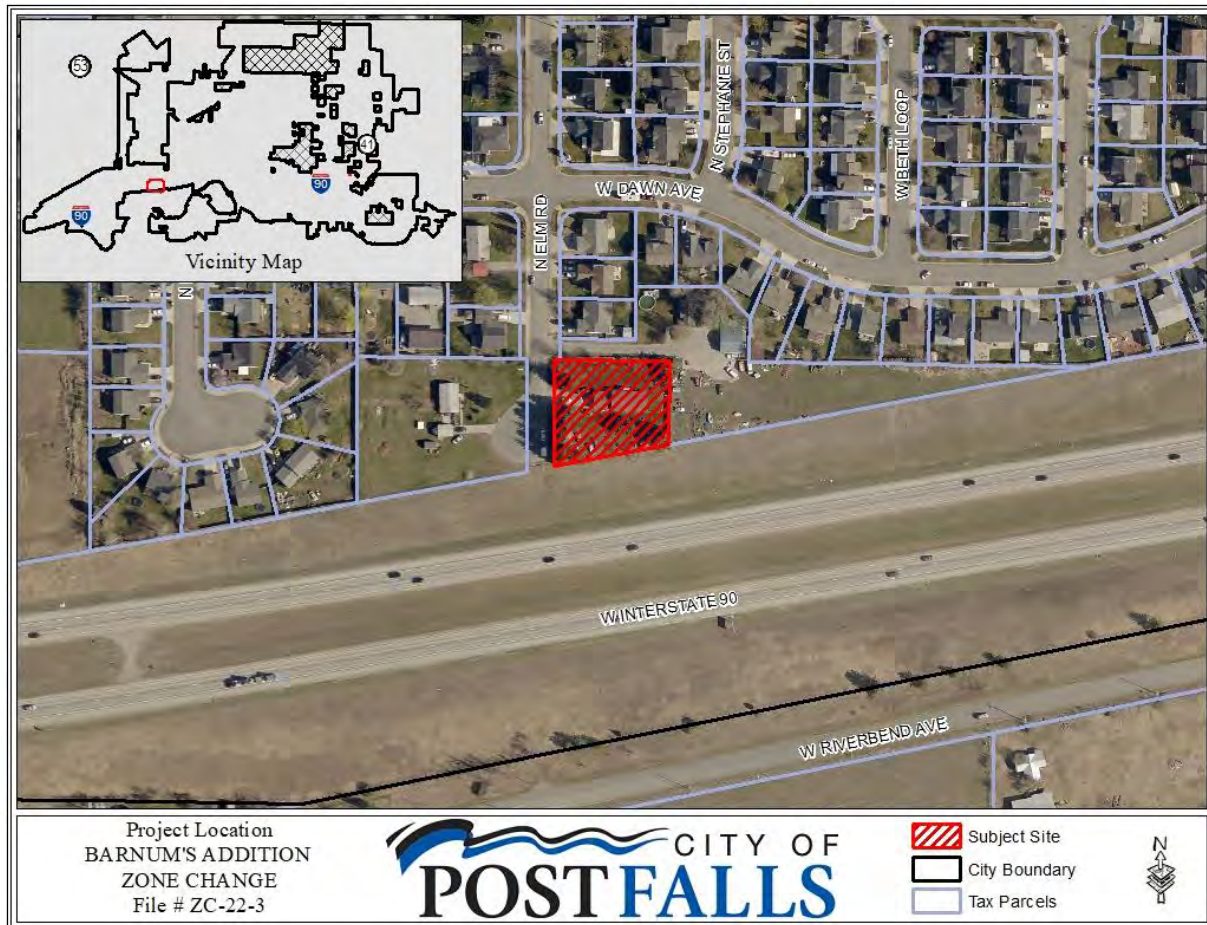 53
41
90
90
Vicinity Map
N STEPHANIE ST
W BETH LOOP
W DAWN AVE
N ELM RD
N
W INTERSTATE 90
W RIVERBEND AVE
Project Location
BARNUM'S ADDITION
ZONE CHANGE
File # ZC-22-3
CITY OF
POST FALLS
Subject Site
City Boundary
Tax Parcels
N